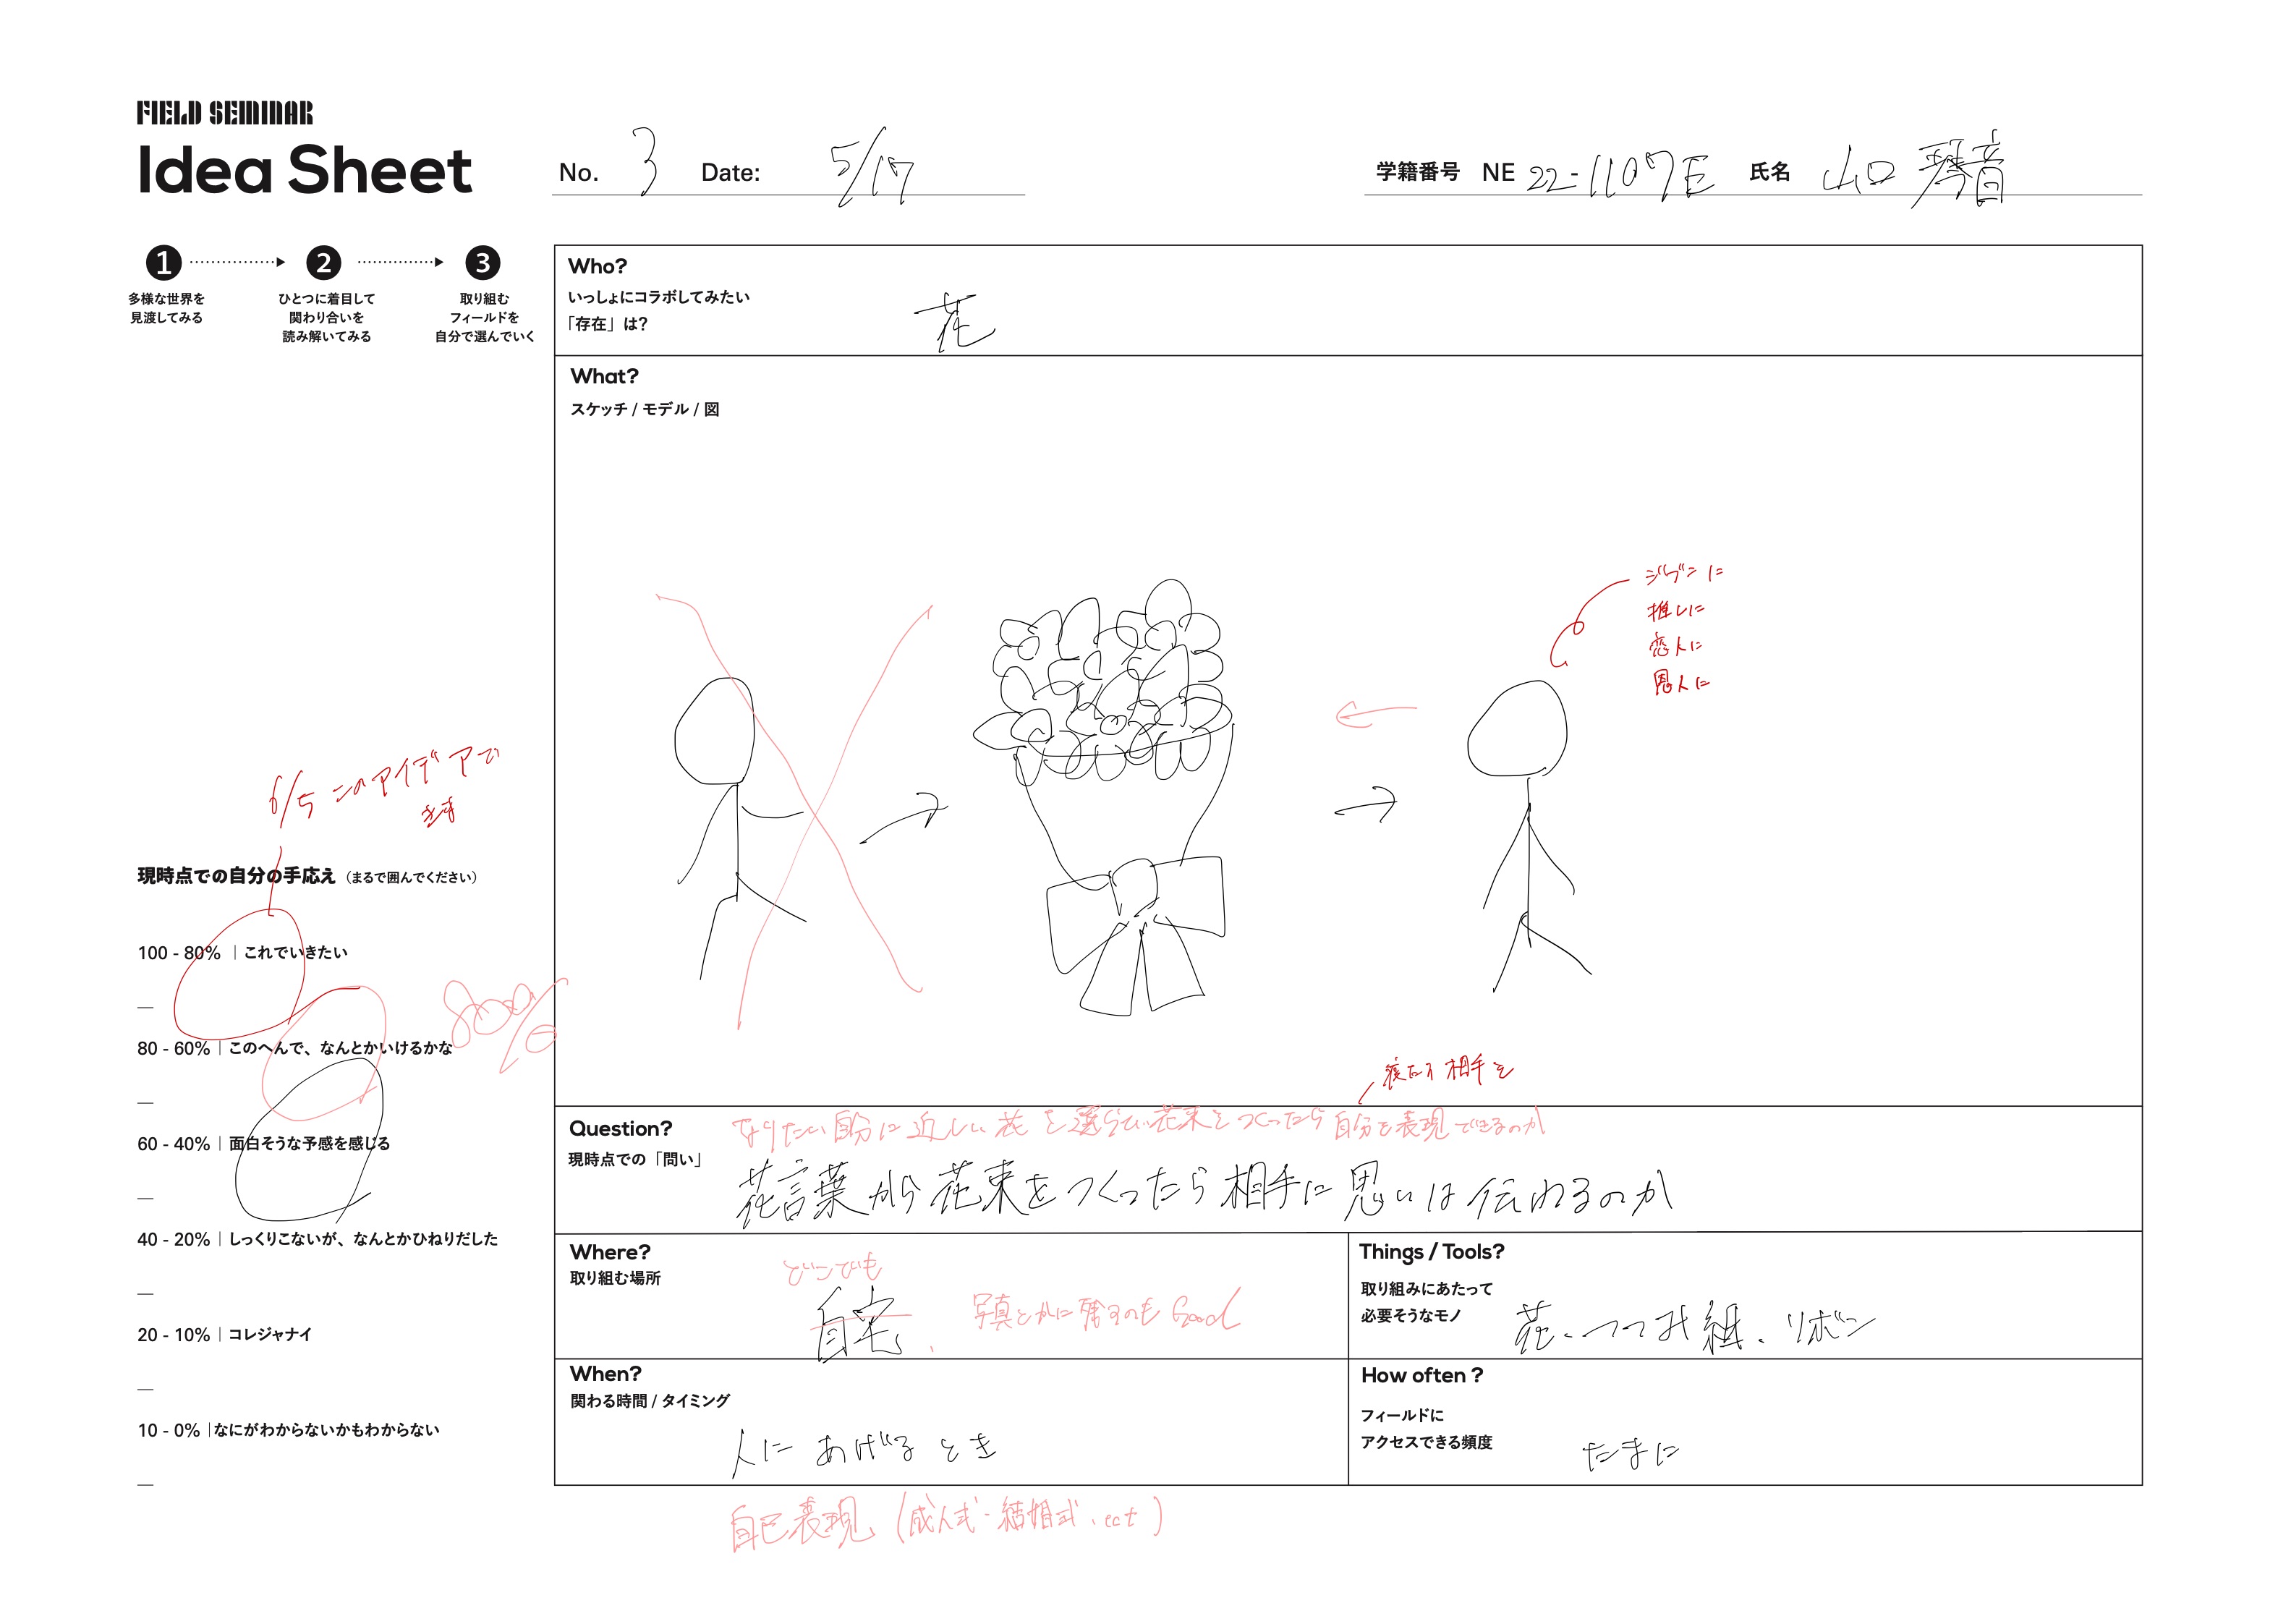 FIELD SEMINAR
Idea Sheet
No. 3 Date: 5/17
学籍番号 NE 22-1107E 氏名 山口 琴音
1 2 3
多様な世界を
見渡してみる
ひとつに着目して
関わり合いを
読み解いてみる
取り組む
フィールドを
自分で選んでいく
Who?
いっしょにコラボしてみたい
「存在」は?
花
What?
スケッチ / モデル / 図
ジブンに
推しに
恋人に
恩人に
6/5 このアイデアで
現時点での自分の手応え（まるで囲んでください）
100 - 80% | これでいきたい
80 - 60% | このへんで、なんとかいけるかな
60 - 40% | 面白そうな予感を感じる
40 - 20% | しっくりこないが、なんとかひねりだした
20 - 10% | コレジャナイ
10 - 0% | なにがわからないかもわからない
相手を
Question?
現時点での「問い」
なりたい自分に近しい花を選らい花束をつくったら自分を表現できるのか
花言葉から花束をつくったら相手に思いは伝わるのか
Where?
取り組む場所
どこでも
自宅
写真とかに残すのもGood
Things / Tools?
取り組みにあたって
必要そうなモノ
花、つつみ紙、リボン
When?
関わる時間 / タイミング
人に あげる とき
How often ?
フィールドに
アクセスできる頻度
たまに
自己表現 (成人式・結婚式、ect)